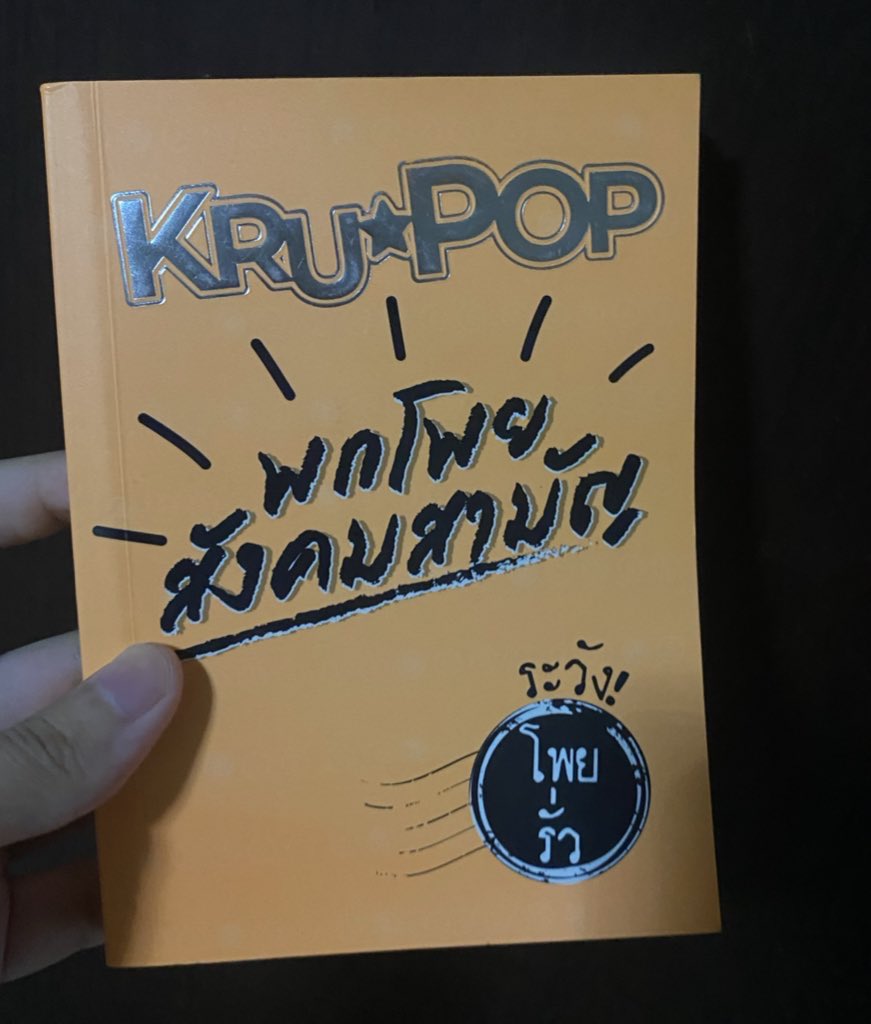 KRU★POP
พกโพย
สังคมสามัญ
ระวัง!
โพย
รั่ว